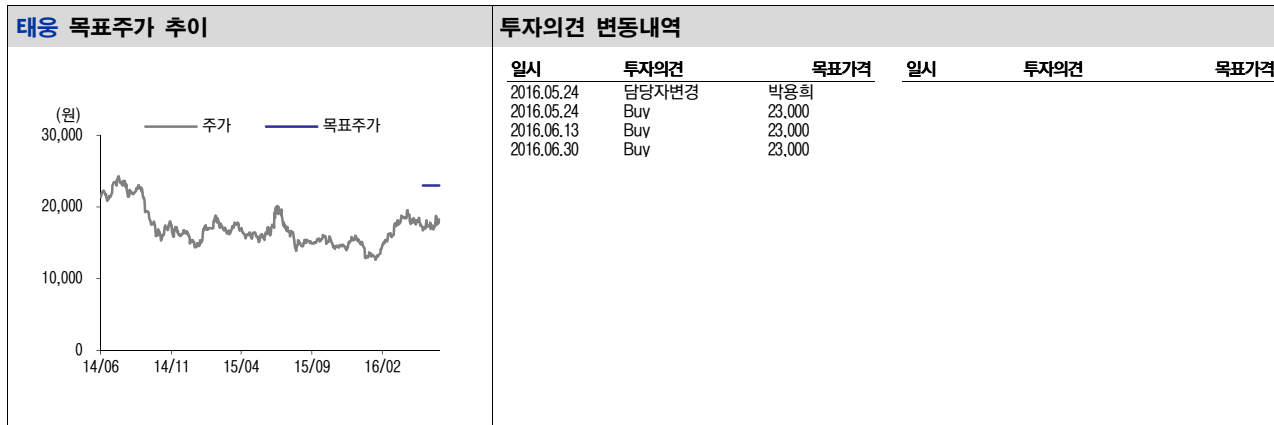 태웅 목표주가 추이
투자의견 변동내역
(원)
주가
목표주가
30,000
20,000
10,000
0
14/06 14/11 15/04 15/09 16/02
일시 투자의견 목표가격 일시 투자의견 목표가격
2016.05.24 담당자변경 박용희
2016.05.24 Buy 23,000
2016.06.13 Buy 23,000
2016.06.30 Buy 23,000